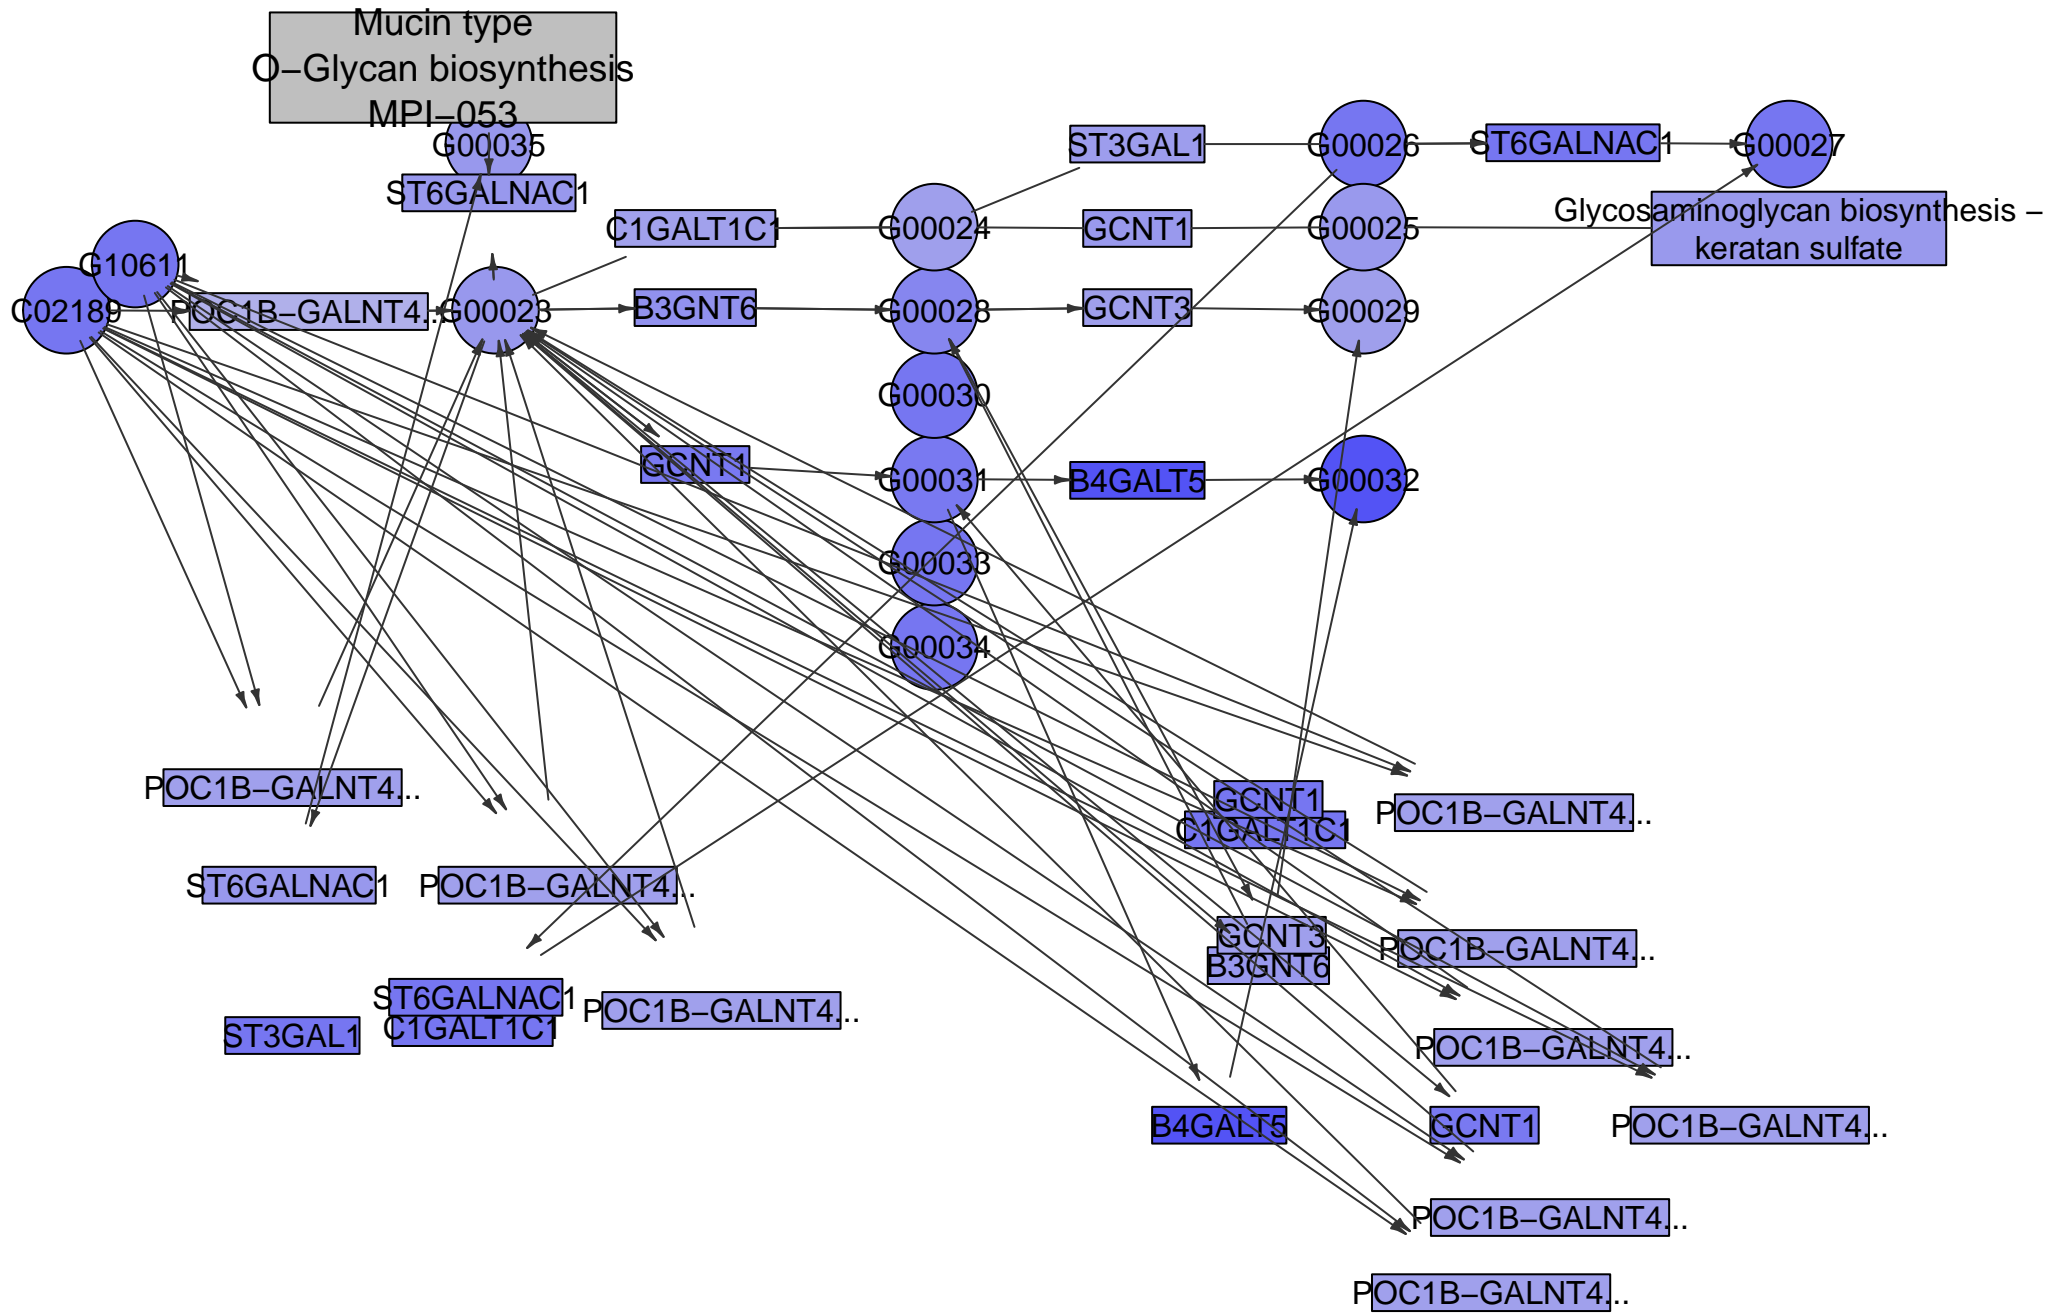 Mucin type
O−Glycan biosynthesis
MPI−053
G00035
ST3GAL1
G00026
ST6GALNAC1
G00027
ST6GALNAC1
C1GALT1C1
G00024
GCNT1
G00025
Glycosaminoglycan biosynthesis −
keratan sulfate
G10611
C02189
POC1B−GALNT4...
G00023
B3GNT6
G00028
GCNT3
G00029
G00030
GCNT1
G00031
B4GALT5
G00032
G00033
G00034
POC1B−GALNT4...
GCNT1
POC1B−GALNT4...
C1GALT1C1
ST6GALNAC1
POC1B−GALNT4...
GCNT3
POC1B−GALNT4...
B3GNT6
ST6GALNAC1
POC1B−GALNT4...
C1GALT1C1
ST3GAL1
POC1B−GALNT4...
B4GALT5
GCNT1
POC1B−GALNT4...
POC1B−GALNT4...
POC1B−GALNT4...